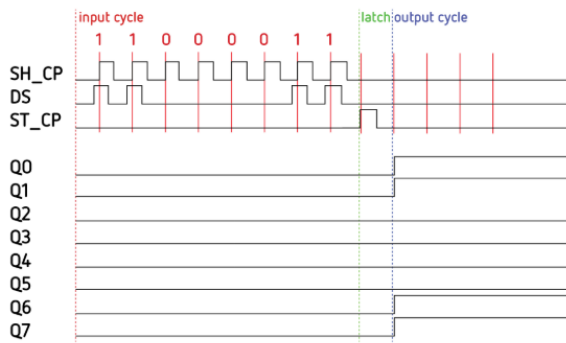 input cycle latch output cycle
1 1 0 0 0 0 1 1
SH_CP
DS
ST_CP
Q0
Q1
Q2
Q3
Q4
Q5
Q6
Q7